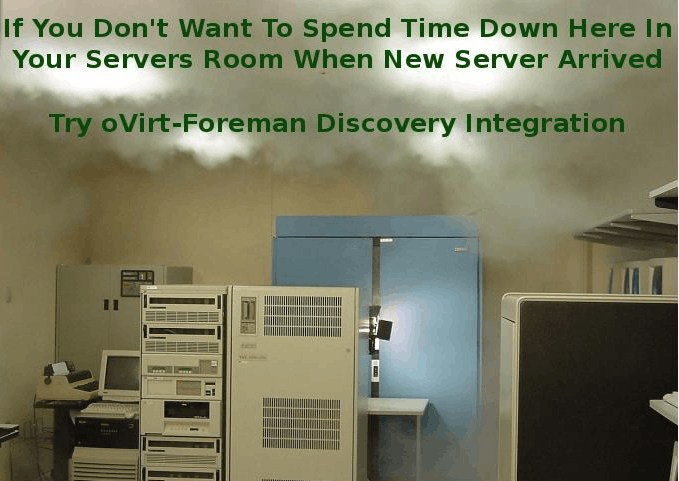 If You Don't Want To Spend Time Down Here In
Your Servers Room When New Server Arrived
Try oVirt-Foreman Discovery Integration